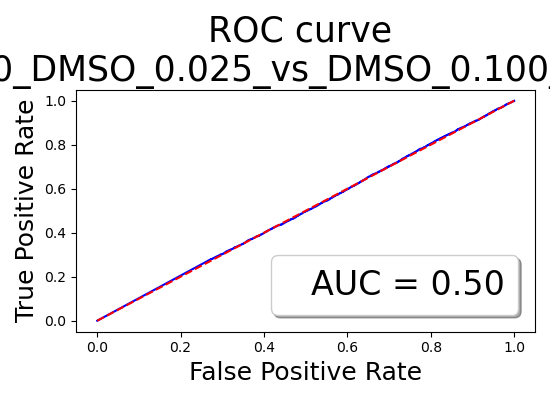 ROC curve
0_DMSO_0.025_vs_DMSO_0.100_
1.0
0.8
0.6
0.4
0.2
0.0
True Positive Rate
AUC = 0.50
0.0 0.2 0.4 0.6 0.8 1.0
False Positive Rate